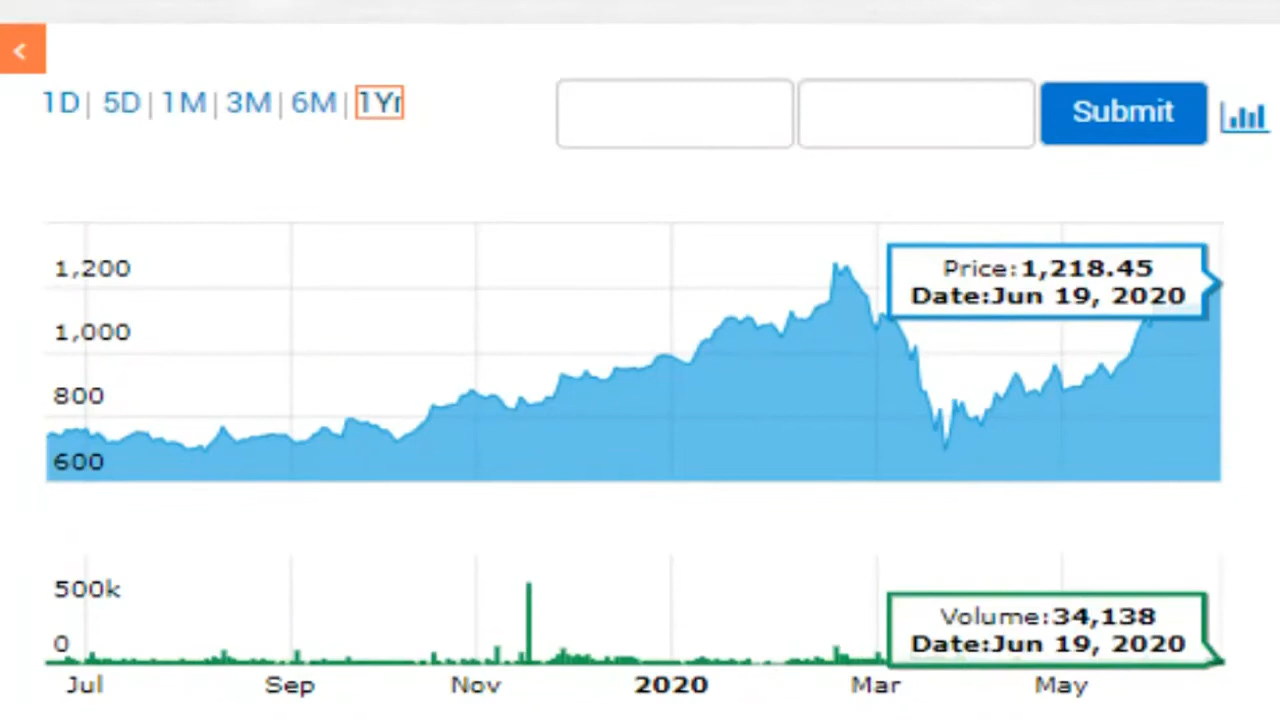 1D| 5D |1M|3M|6M|1Yr
Submit
Price:1,218.45
Date:Jun 19, 2020
1,200
1,000
800
600
500k
0
Volume:34,138
Date:Jun 19, 2020
Jul Sep Nov 2020 Mar May